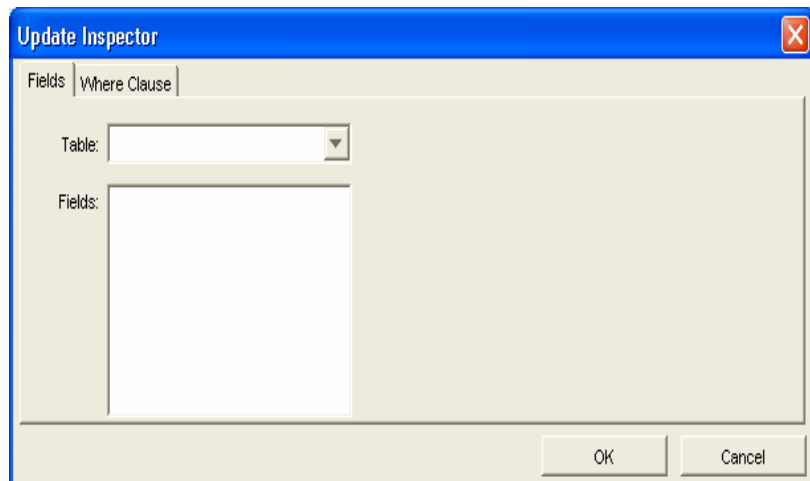 Update Inspector
Fields Where Clause
Table:
Fields:
OK Cancel